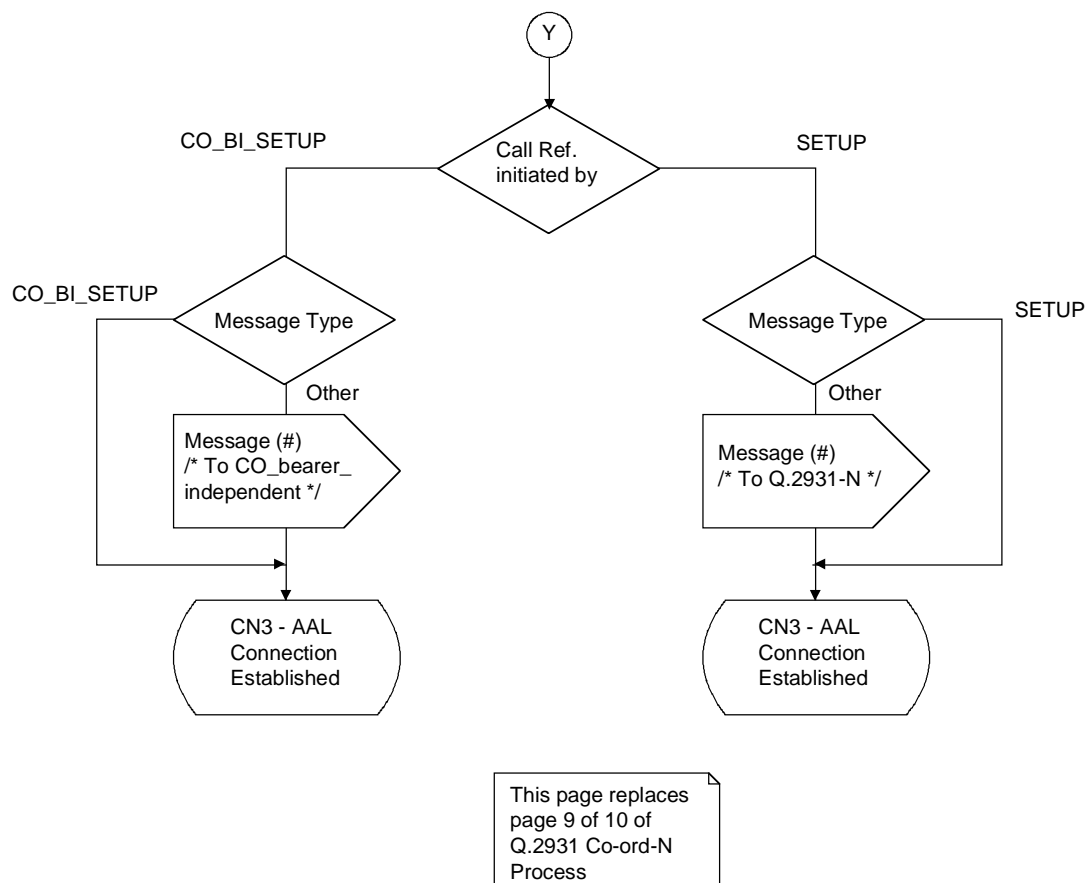 Y
CO_BI_SETUP
Call Ref.
initiated by
SETUP
CO_BI_SETUP
Message Type
Message Type
SETUP
Other
Other
Message (#)
/* To CO_bearer_
independent */
Message (#)
/* To Q.2931-N */
CN3 - AAL
Connection
Established
CN3 - AAL
Connection
Established
This page replaces
page 9 of 10 of
Q.2931 Co-ord-N
Process